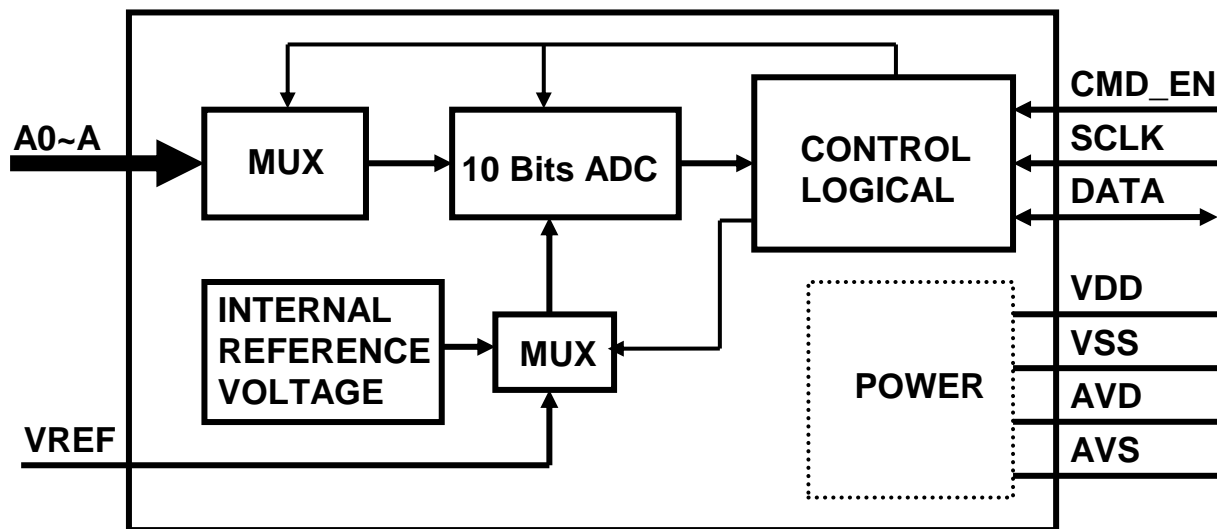 CMD_EN
A0~A
MUX
10 Bits ADC
CONTROL
LOGICAL
SCLK
DATA
INTERNAL
REFERENCE
VOLTAGE
MUX
VREF
POWER
VDD
VSS
AVD
AVS